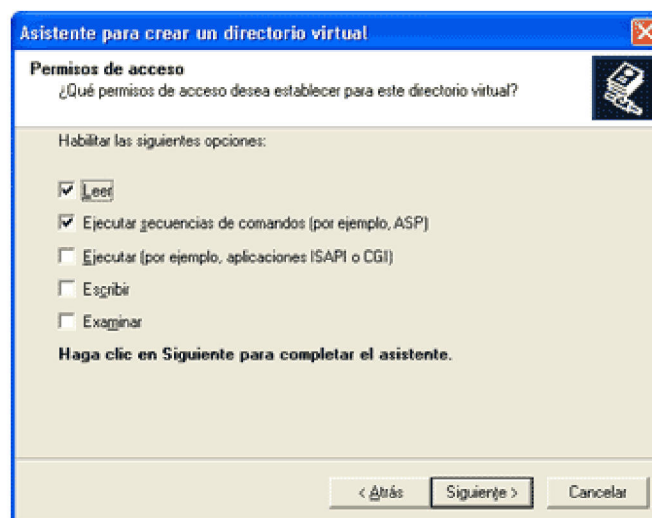 Asistente para crear un directorio virtual
Permisos de acceso
¿Qué permisos de acceso desea establecer para este directorio virtual?
Habilitar las siguientes opciones:
Leer
Ejecutar secuencias de comandos (por ejemplo, ASP)
Ejecutar (por ejemplo, aplicaciones ISAPI o CGI)
Escribir
Examinar
Haga clic en Siguiente para completar el asistente.
< Atrás Siguiente > Cancelar